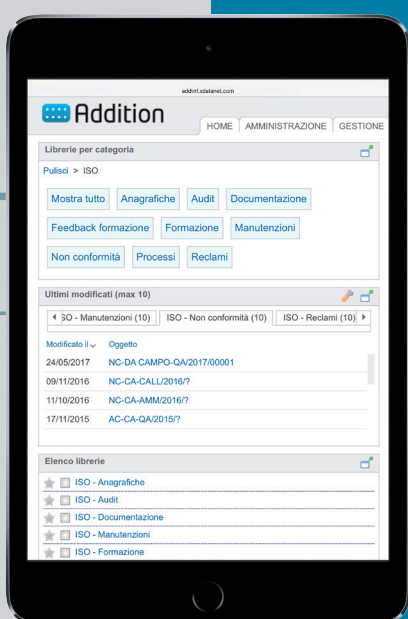 addvrf.xdatanet.com
Addition
HOME AMMINISTRAZIONE GESTIONE
Librerie per categoria
Pulisci > ISO
Mostra tutto Anagrafiche Audit Documentazione
Feedback formazione Formazione Manutenzioni
Non conformità Processi Reclami
Ultimi modificati (max 10)
SO - Manutenzioni (10) ISO - Non conformità (10) ISO - Reclami (10)
Modificato il Oggetto
24/05/2017 NC-DA CAMPO-QA/2017/00001
09/11/2016 NC-CA-CALL/2016/?
11/10/2016 NC-CA-AMM/2016/?
17/11/2015 AC-CA-QA/2015/?
Elenco librerie
ISO - Anagrafiche
ISO - Audit
ISO - Documentazione
ISO - Manutenzioni
ISO - Formazione